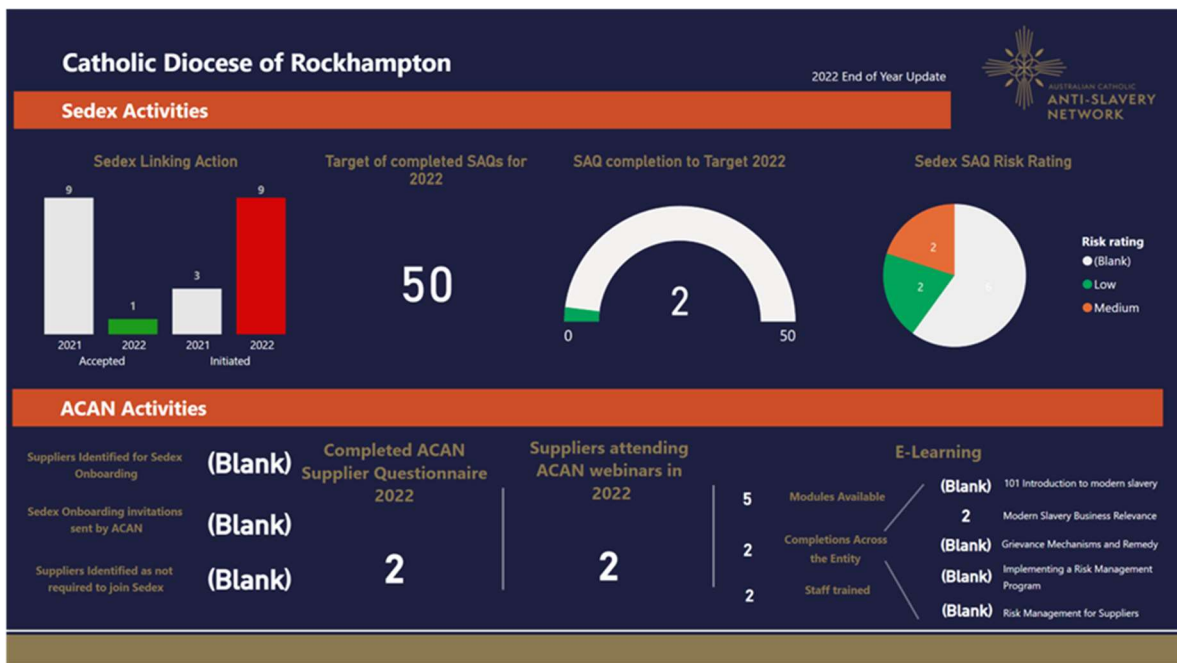 Catholic Diocese of Rockhampton
2022 End of Year Update
AUSTRALIAN CATHOLIC
ANTI-SLAVERY
NETWORK
Sedex Activities
Sedex Linking Action
9
1
3
9
2021
2022
2021
2022
Accepted
Initiated
Target of completed SAQs for
2022
50
SAQ completion to Target 2022
2
0
50
Sedex SAQ Risk Rating
2
2
6
Risk rating
(Blank)
Low
Medium
ACAN Activities
Suppliers Identified for Sedex
Onboarding
(Blank)
Sedex Onboarding invitations
sent by ACAN
(Blank)
Suppliers Identified as not
required to join Sedex
(Blank)
Completed ACAN
Supplier Questionnaire
2022
2
Suppliers attending
ACAN webinars in
2022
2
E-Learning
5
Modules Available
2
Completions Across
the Entity
2
Staff trained
(Blank)
101 Introduction to modern slavery
2
Modern Slavery Business Relevance
(Blank)
Grievance Mechanisms and Remedy
(Blank)
Implementing a Risk Management
Program
(Blank)
Risk Management for Suppliers